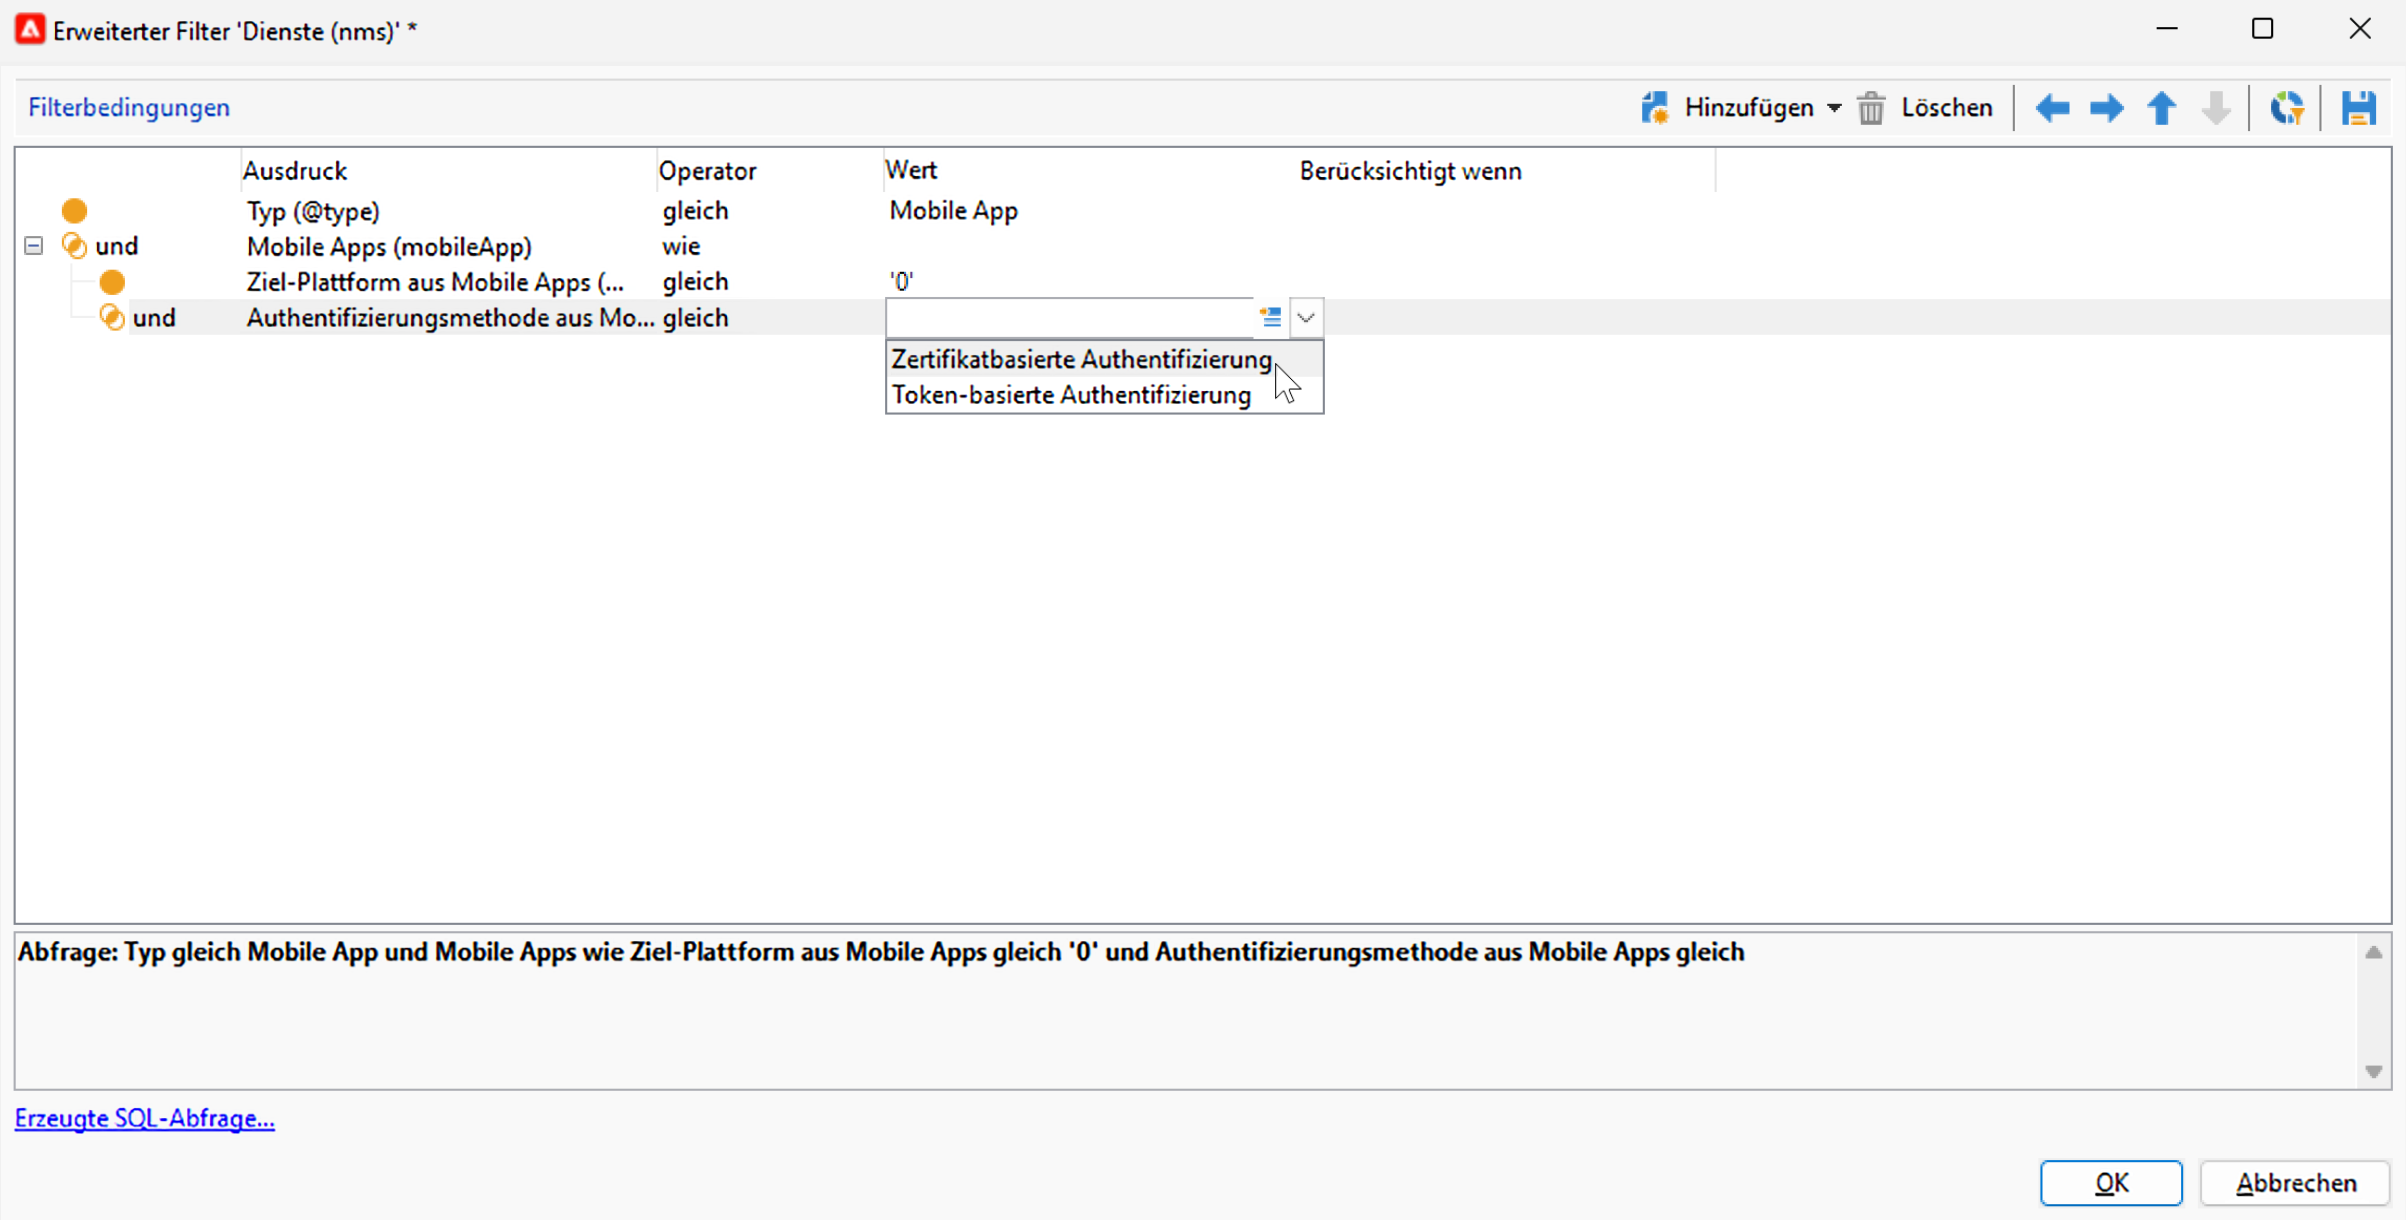 Erweiterter Filter 'Dienste (nms)' *
Filterbedingungen
Hinzufügen
Löschen
Ausdruck Operator Wert Berücksichtigt wenn
Typ (@type) gleich Mobile App
und Mobile Apps (mobileApp) wie
Ziel-Plattform aus Mobile Apps (... gleich '0'
und Authentifizierungsmethode aus Mo... gleich
Zertifikatbasierte Authentifizierung
Token-basierte Authentifizierung
Abfrage: Typ gleich Mobile App und Mobile Apps wie Ziel-Plattform aus Mobile Apps gleich '0' und Authentifizierungsmethode aus Mobile Apps gleich
Erzeugte SQL-Abfrage...
OK
Abbrechen